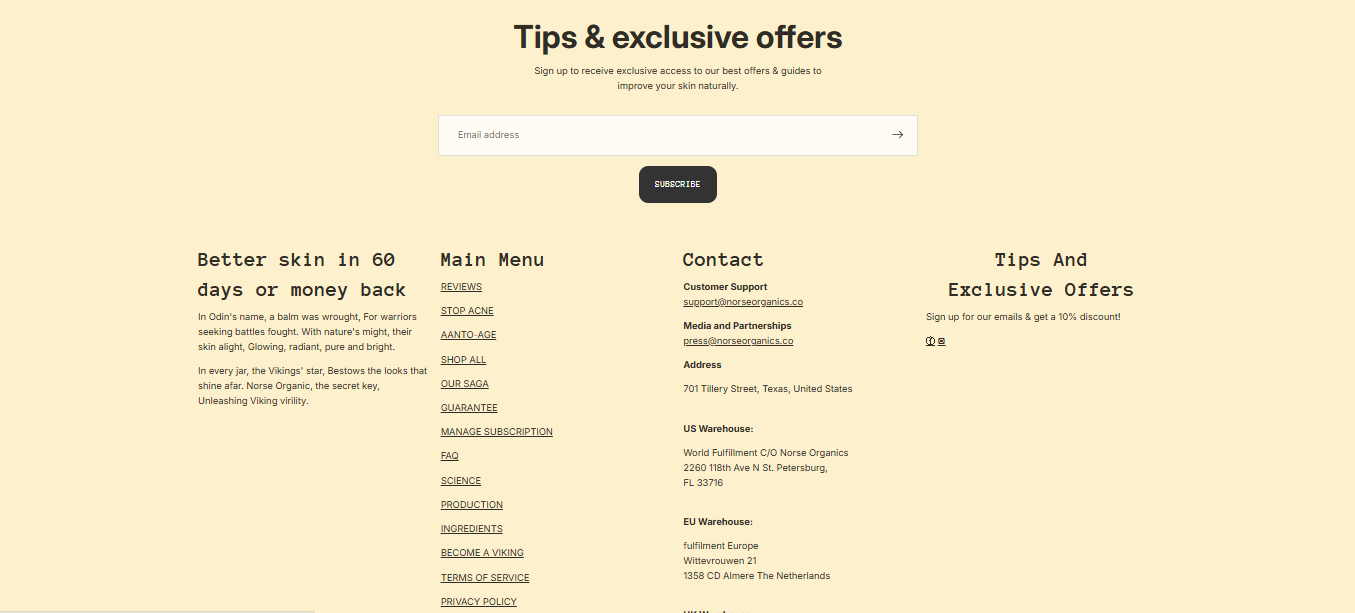 Tips & exclusive offers
Sign up to receive exclusive access to our best offers & guides to
improve your skin naturally.
Email address
SUBSCRIBE
Better skin in 60
days or money back
In Odin's name, a balm was wrought, For warriors
seeking battles fought. With nature's might, their
skin alight, Glowing, radiant, pure and bright.
In every jar, the Vikings' star, Bestows the looks that
shine afar. Norse Organic, the secret key,
Unleashing Viking virility.
Main Menu
REVIEWS
STOP ACNE
AANTO-AGE
SHOP ALL
OUR SAGA
GUARANTEE
MANAGE SUBSCRIPTION
FAQ
SCIENCE
PRODUCTION
INGREDIENTS
BECOME A VIKING
TERMS OF SERVICE
PRIVACY POLICY
Contact
Customer Support
support@norseorganics.co
Media and Partnerships
press@norseorganics.co
Address
701 Tillery Street, Texas, United States
US Warehouse:
World Fulfillment C/O Norse Organics
2260 118th Ave N St. Petersburg,
FL 33716
EU Warehouse:
fulfilment Europe
Wittevrouwen 21
1358 CD Almere The Netherlands
Tips And
Exclusive Offers
Sign up for our emails & get a 10% discount!